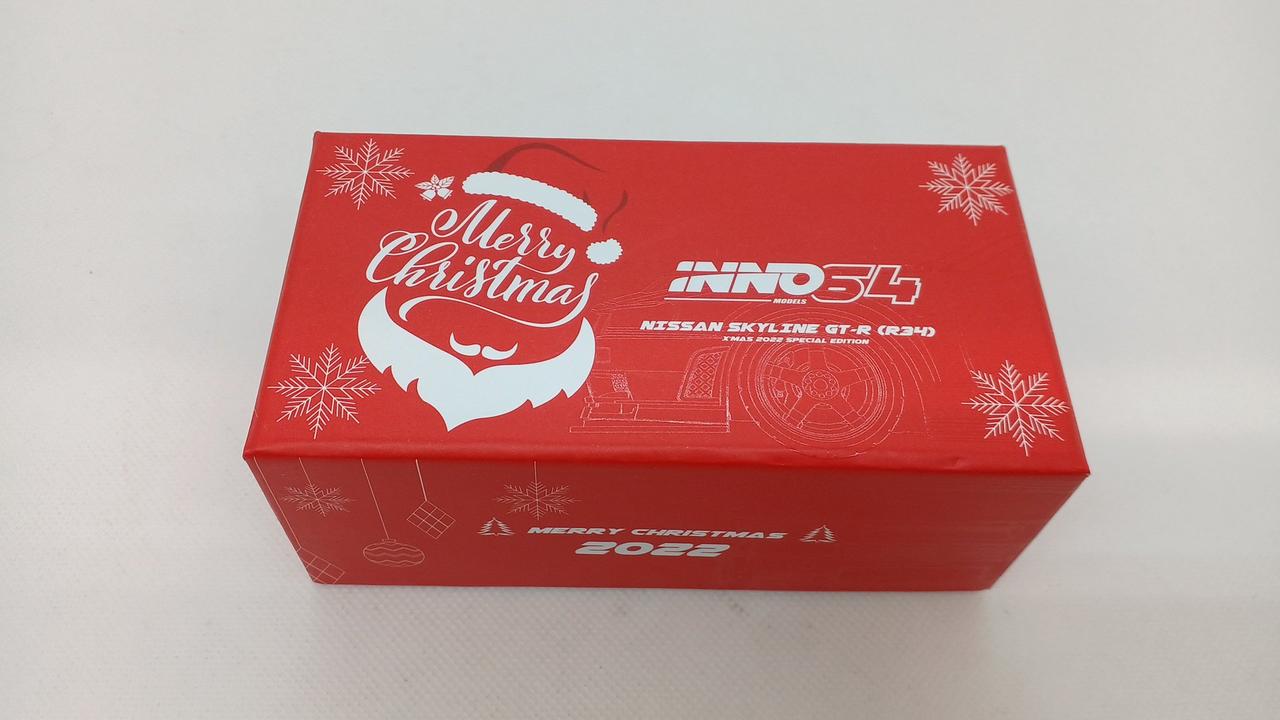 Merry
Christmas
INNO64
MODELS
NISSAN SKYLINE GT-R (R34)
X'MAS 2022 SPECIAL EDITION
MERRY CHRISTMAS
2022